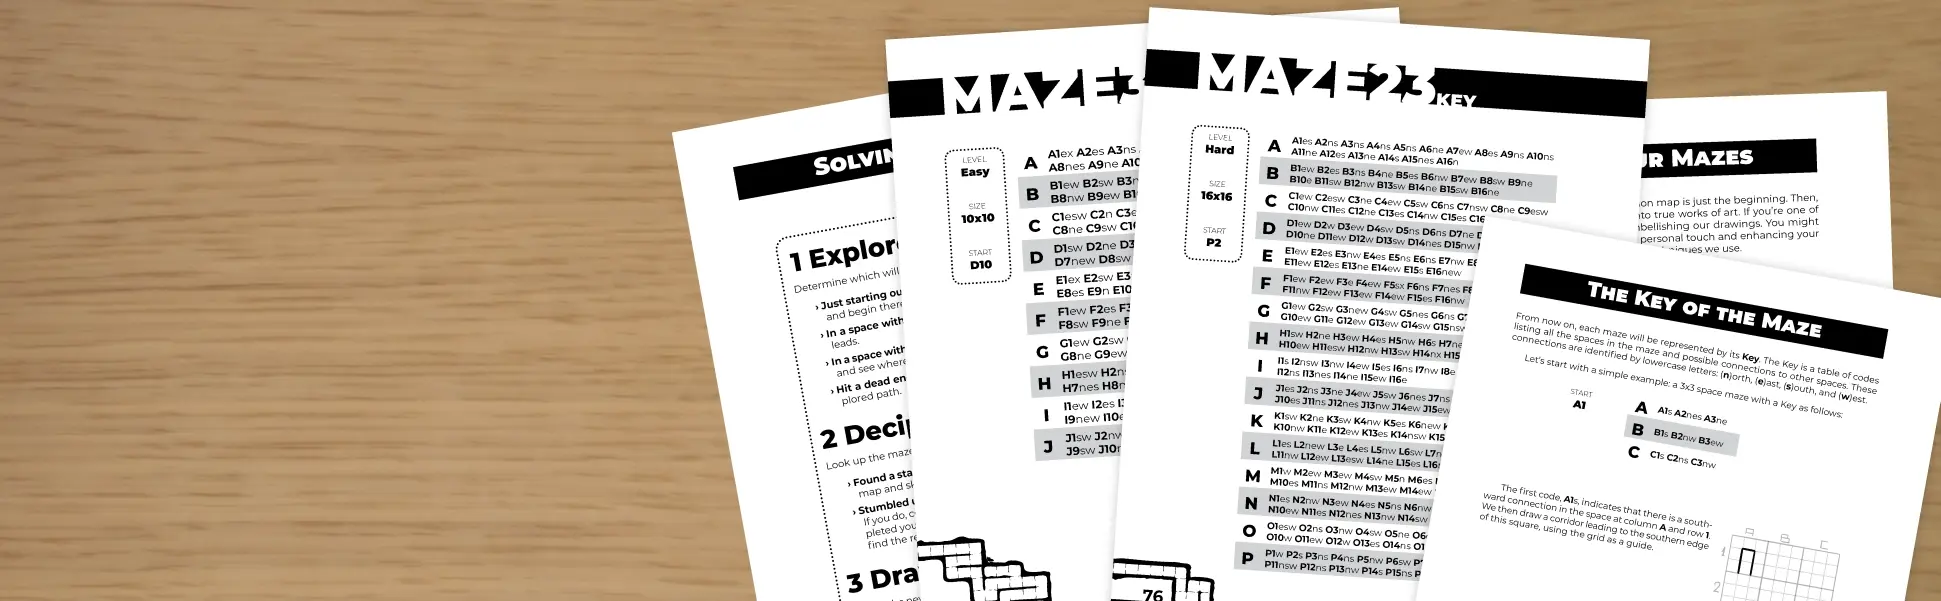 SOLVIN
1 Explor
Determine which will
› Just starting ou
and begin there
› In a space with
leads.
› In a space with
and see where
› Hit a dead en
plored path.
2 Decip
Look up the maze
› Found a sta
map and sk
› Stumbled u
If you do, c
pleted you
find the re
3 Dra
MAZE3
LEVEL
Easy
SIZE
10x10
START
D10
A A1ex A2es A3ns
A8nes A9ne A10
B B1ew B2sw B3n
B8nw B9ew B1
C C1esw C2n C3e
C8ne C9sw C1
D D1sw D2ne D3
D7new D8sw
E E1ex E2sw E3
E8es E9n E10
F F1ew F2es F3
F8sw F9ne F
G G1ew G2sw
G8ne G9ew
H H1esw H2n
H7nes H8n
I I1ew I2es I3
I9new I10e
J J1sw J2nw
J9sw J10
MAZE23 KEY
LEVEL
Hard
SIZE
16x16
START
P2
A A1es A2ns A3ns A4ns A5ns A6ne A7ew A8es A9ns A10ns
A11ne A12es A13ne A14s A15nes A16n
B B1ew B2es B3ns B4ne B5es B6nw B7ew B8sw B9ne
B10e B11sw B12nw B13sw B14ne B15sw B16ne
C C1ew C2esw C3ne C4ew C5sw C6ns C7nsw C8ne C9esw
C10nw C11es C12ne C13es C14nw C15es C16
D D1ew D2w D3ew D4sw D5ns D6ns D7ne D
D10ne D11ew D12w D13sw D14nes D15nw
E E1ew E2es E3nw E4es E5ns E6ns E7nw E8
E11ew E12es E13ne E14ew E15s E16new
F F1ew F2ew F3e F4ew F5sx F6ns F7nes F8
F11nw F12ew F13ew F14ew F15es F16nw
G G1ew G2sw G3new G4sw G5nes G6ns G7
G10ew G11e G12ew G13ew G14sw G15nsw
H H1sw H2ne H3ew H4es H5nw H6s H7ne
H10ew H11esw H12nw H13sw H14nx H15
I I1s I2nsw I3nw I4ew I5es I6ns I7nw I8e
I12ns I13nes I14ne I15ew I16e
J J1es J2ns J3ne J4ew J5sw J6nes J7ns
J10es J11ns J12nes J13nw J14ew J15ew
K K1sw K2ne K3sw K4nw K5es K6new K
K10nw K11e K12ew K13es K14nsw K15
L L1es L2new L3e L4es L5nw L6sw L7n
L11nw L12ew L13esw L14ne L15es L16
M M1w M2ew M3ew M4sw M5n M6es
M10es M11ns M12nw M13ew M14ew
N N1es N2nw N3ew N4es N5ns N6nw
N10ew N11es N12nes N13nw N14sw
O O1esw O2ns O3nw O4sw O5ne O6
O10w O11ew O12w O13es O14ns O1
P P1w P2s P3ns P4ns P5nw P6sw P7
P11nsw P12ns P13nw P14s P15ns P
76
UR MAZES
on map is just the beginning. Then,
nto true works of art. If you're one of
bellishing our drawings. You might
personal touch and enhancing your
niques we use.
THE KEY OF THE MAZE
From now on, each maze will be represented by its Key. The Key is a table of codes
listing all the spaces in the maze and possible connections to other spaces. These
connections are identified by lowercase letters: (n)orth, (e)ast, (s)outh, and (w)est.
Let's start with a simple example: a 3x3 space maze with a Key as follows:
START
A1
A A1s A2nes A3ne
B B1s B2nw B3ew
C C1s C2ns C3nw
The first code, A1s, indicates that there is a south-
ward connection in the space at column A and row 1.
We then draw a corridor leading to the southern edge
of this square, using the grid as a guide.
A B C
1
2